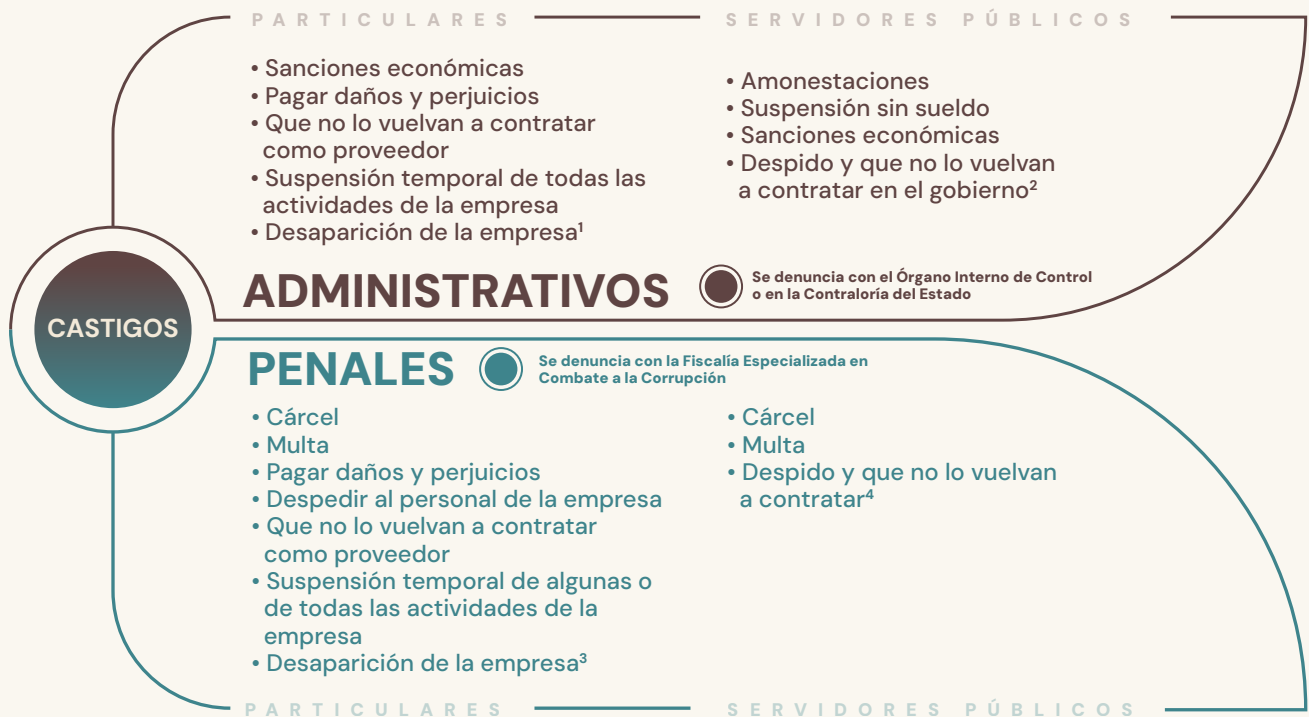 PARTICULARES
• Sanciones económicas
• Pagar daños y perjuicios
• Que no lo vuelvan a contratar
como proveedor
• Suspensión temporal de todas las
actividades de la empresa
• Desaparición de la empresa¹
SERVIDORES PÚBLICOS
• Amonestaciones
• Suspensión sin sueldo
• Sanciones económicas
• Despido y que no lo vuelvan
a contratar en el gobierno²
ADMINISTRATIVOS
Se denuncia con el Órgano Interno de Control
o en la Contraloría del Estado
CASTIGOS
PENALES
Se denuncia con la Fiscalía Especializada en
Combate a la Corrupción
• Cárcel
• Multa
• Pagar daños y perjuicios
• Despedir al personal de la empresa
• Que no lo vuelvan a contratar
como proveedor
• Suspensión temporal de algunas o
de todas las actividades de la
empresa
• Desaparición de la empresa³
PARTICULARES
• Cárcel
• Multa
• Despido y que no lo vuelvan
a contratar⁴
SERVIDORES PÚBLICOS